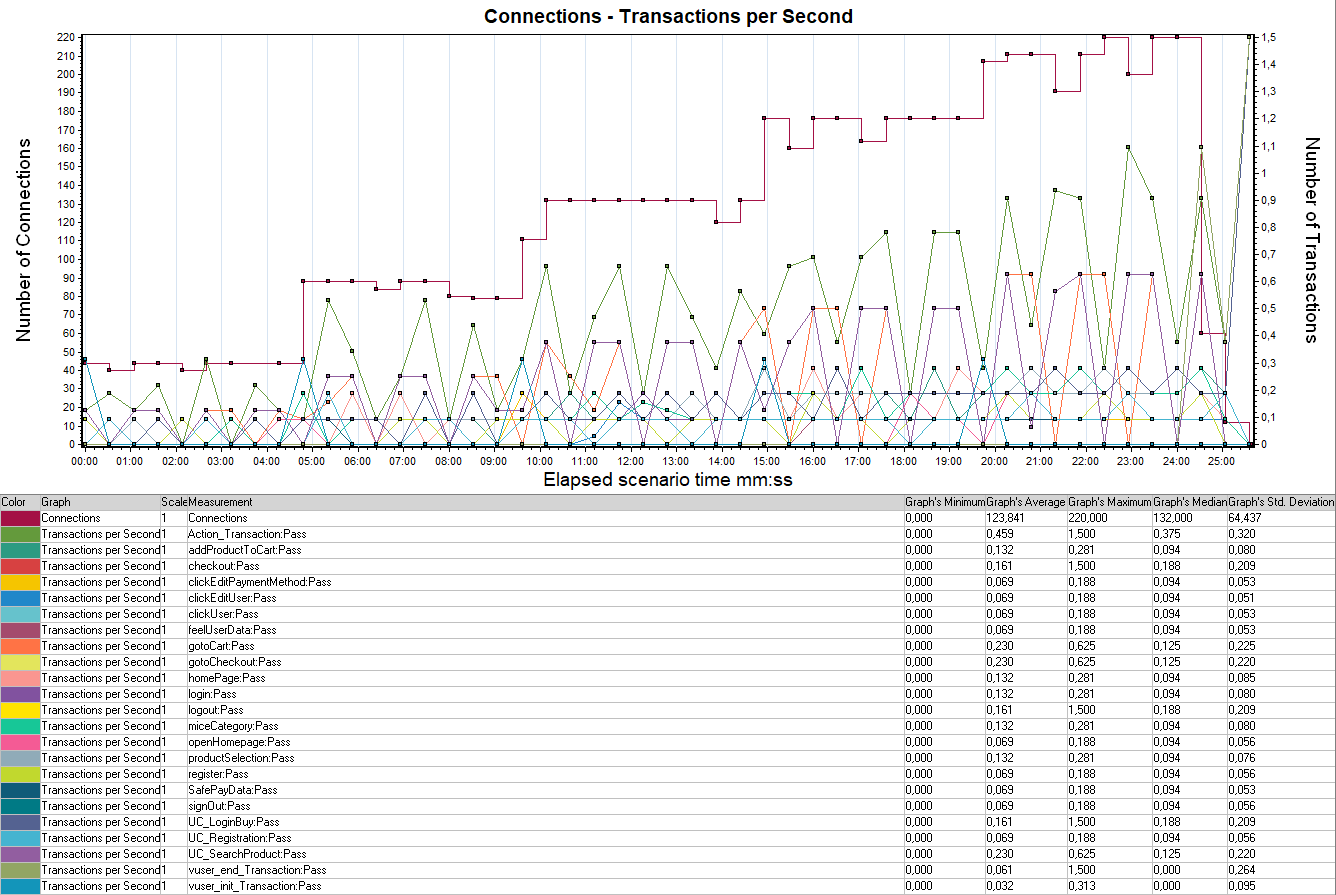 Connections - Transactions per Second
220
210
200
190
180
170
160
150
140
130
120
110
100
90
80
70
60
50
40
30
20
10
0
Number of Connections
1,5
1,4
1,3
1,2
1,1
1
0,9
0,8
0,7
0,6
0,5
0,4
0,3
0,2
0,1
0
Number of Transactions
00:00 01:00 02:00 03:00 04:00 05:00 06:00 07:00 08:00 09:00 10:00 11:00 12:00 13:00 14:00 15:00 16:00 17:00 18:00 19:00 20:00 21:00 22:00 23:00 24:00 25:00
Elapsed scenario time mm:ss
Color Graph Scale Measurement Graph's Minimum Graph's Average Graph's Maximum Graph's Median Graph's Std. Deviation
Connections 1 Connections 0,000 123,841 220,000 132,000 64,437
Transactions per Second 1 Action_Transaction:Pass 0,000 0,459 1,500 0,375 0,320
Transactions per Second 1 addProductToCart:Pass 0,000 0,132 0,281 0,094 0,080
Transactions per Second 1 checkout:Pass 0,000 0,161 1,500 0,188 0,209
Transactions per Second 1 clickEditPaymentMethod:Pass 0,000 0,069 0,188 0,094 0,053
Transactions per Second 1 clickEditUser:Pass 0,000 0,069 0,188 0,094 0,051
Transactions per Second 1 clickUser:Pass 0,000 0,069 0,188 0,094 0,053
Transactions per Second 1 feelUserData:Pass 0,000 0,069 0,188 0,094 0,053
Transactions per Second 1 gotoCart:Pass 0,000 0,230 0,625 0,125 0,225
Transactions per Second 1 gotoCheckout:Pass 0,000 0,230 0,625 0,125 0,220
Transactions per Second 1 homePage:Pass 0,000 0,132 0,281 0,094 0,085
Transactions per Second 1 login:Pass 0,000 0,132 0,281 0,094 0,080
Transactions per Second 1 logout:Pass 0,000 0,161 1,500 0,188 0,209
Transactions per Second 1 miceCategory:Pass 0,000 0,132 0,281 0,094 0,080
Transactions per Second 1 openHomepage:Pass 0,000 0,069 0,188 0,094 0,056
Transactions per Second 1 productSelection:Pass 0,000 0,132 0,281 0,094 0,076
Transactions per Second 1 register:Pass 0,000 0,069 0,188 0,094 0,056
Transactions per Second 1 SafePayData:Pass 0,000 0,069 0,188 0,094 0,053
Transactions per Second 1 signOut:Pass 0,000 0,069 0,188 0,094 0,056
Transactions per Second 1 UC_LoginBuy:Pass 0,000 0,161 1,500 0,188 0,209
Transactions per Second 1 UC_Registration:Pass 0,000 0,069 0,188 0,094 0,056
Transactions per Second 1 UC_SearchProduct:Pass 0,000 0,230 0,625 0,125 0,220
Transactions per Second 1 vuser_end_Transaction:Pass 0,000 0,061 1,500 0,000 0,264
Transactions per Second 1 vuser_init_Transaction:Pass 0,000 0,032 0,313 0,000 0,095